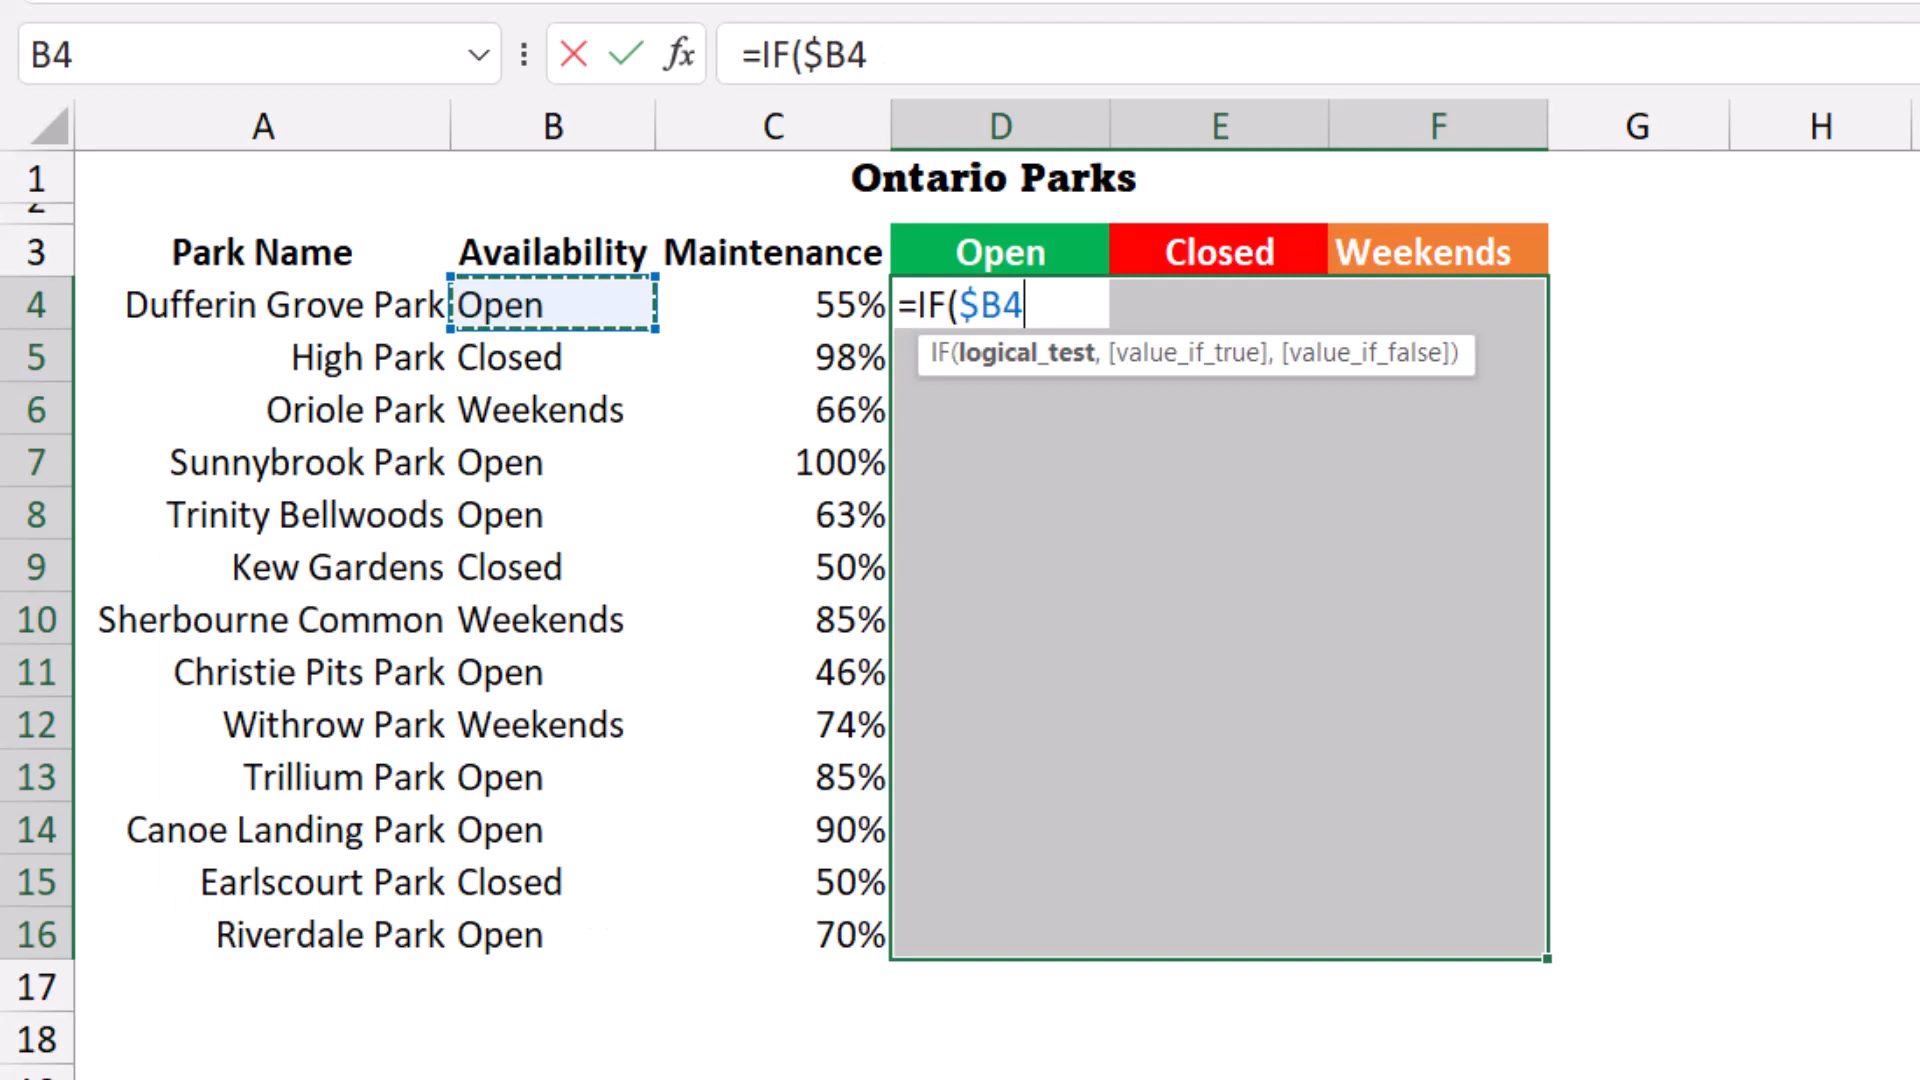 B4 fx =IF($B4
A B C D E F G H
1 Ontario Parks
2
3 Park Name Availability Maintenance Open Closed Weekends
4 Dufferin Grove Park Open 55% =IF($B4
IF(logical_test, [value_if_true], [value_if_false])
5 High Park Closed 98%
6 Oriole Park Weekends 66%
7 Sunnybrook Park Open 100%
8 Trinity Bellwoods Open 63%
9 Kew Gardens Closed 50%
10 Sherbourne Common Weekends 85%
11 Christie Pits Park Open 46%
12 Withrow Park Weekends 74%
13 Trillium Park Open 85%
14 Canoe Landing Park Open 90%
15 Earlscourt Park Closed 50%
16 Riverdale Park Open 70%
17
18